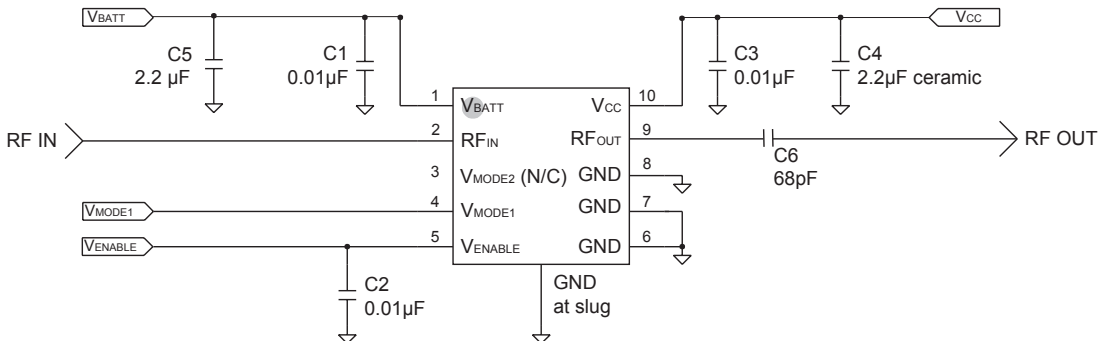 VBATT
VCC
C5
2.2 µF
C1
0.01µF
C3
0.01µF
C4
2.2µF ceramic
1
VBATT
VCC
10
RF IN
2
RFIN
RFOUT
9
C6
68pF
RF OUT
3
VMODE2 (N/C)
GND
8
VMODE1
4
VMODE1
GND
7
VENABLE
5
VENABLE
GND
6
C2
0.01µF
GND
at slug